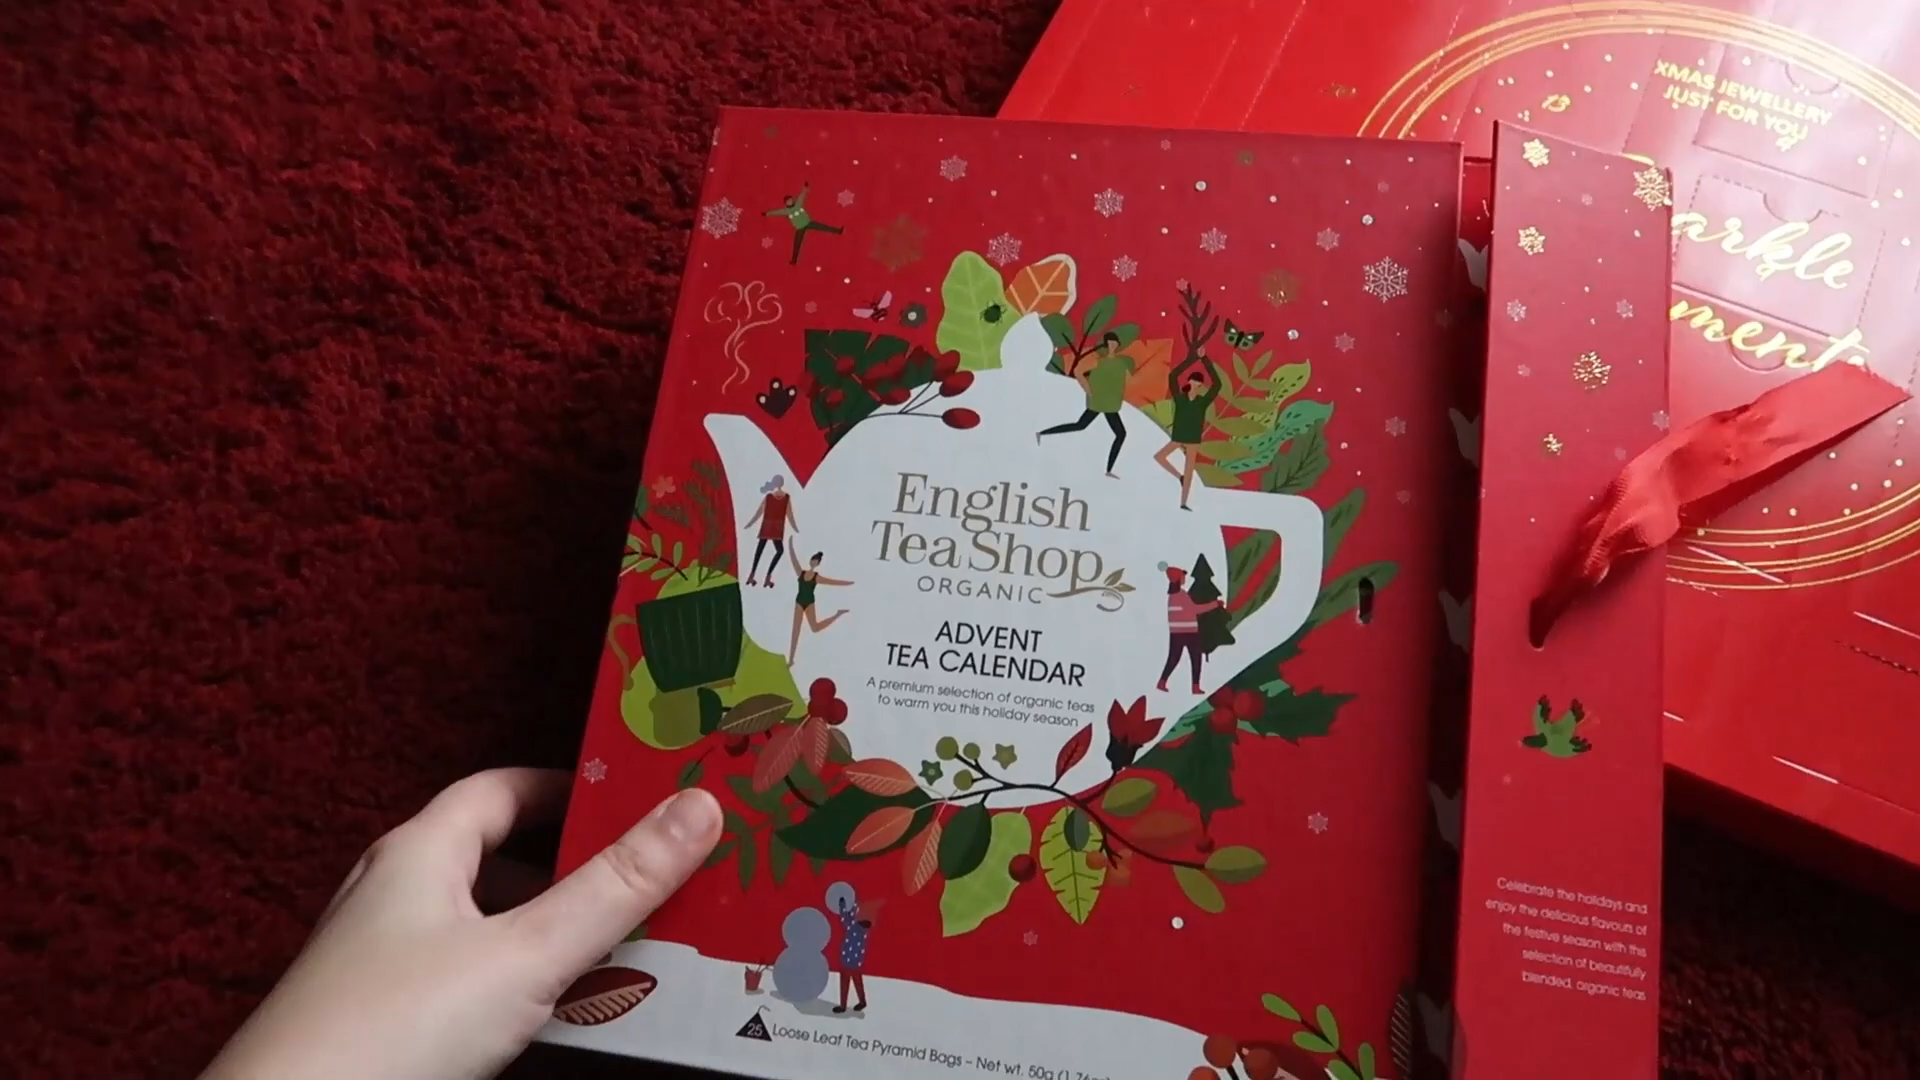 English
Tea Shop
ORGANIC
ADVENT
TEA CALENDAR
A premium selection of organic teas
to warm you this holiday season
25 Loose Leaf Tea Pyramid Bags – Net wt. 50g
Celebrate the holidays and
enjoy the delicious flavours of
the festive season with this
selection of beautifully
blended, organic teas
XMAS JEWELLERY
JUST FOR YOU
13